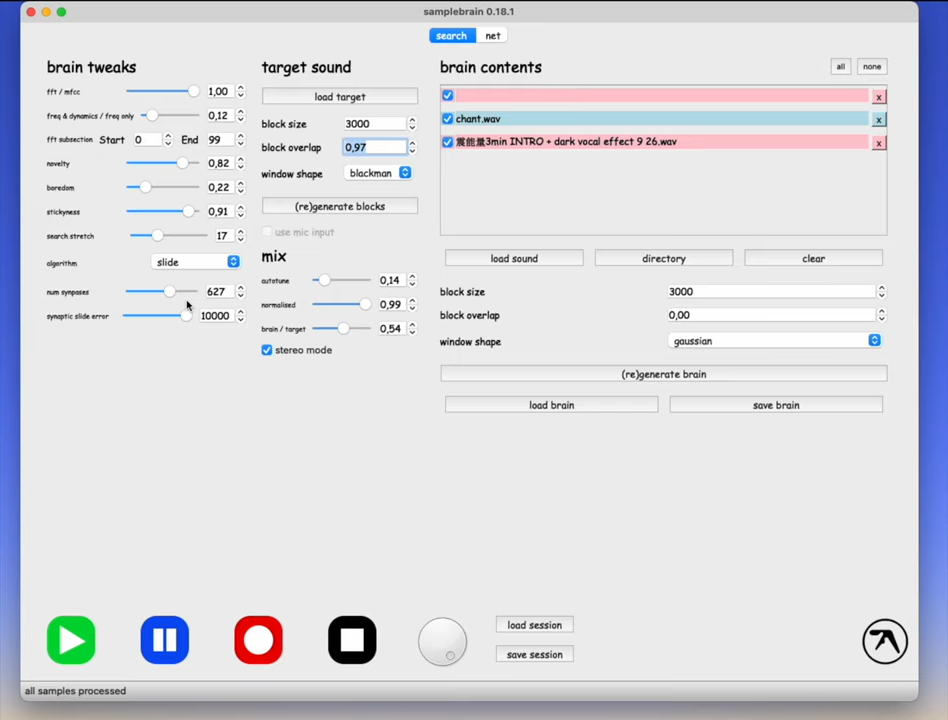 samplebrain 0.18.1
search net
brain tweaks
fft / mfcc 1,00
freq & dynamics / freq only 0,12
fft subsection Start 0 End 99
novelty 0,82
boredom 0,22
stickyness 0,91
search stretch 17
algorithm slide
num synpases 627
synaptic slide error 10000
target sound
load target
block size 3000
block overlap 0,97
window shape blackman
(re)generate blocks
use mic input
mix
autotune 0,14
normalised 0,99
brain / target 0,54
stereo mode
brain contents all none
x
chant.wav x
震能量3min INTRO + dark vocal effect 9 26.wav x
load sound directory clear
block size 3000
block overlap 0,00
window shape gaussian
(re)generate brain
load brain save brain
load session
save session
all samples processed